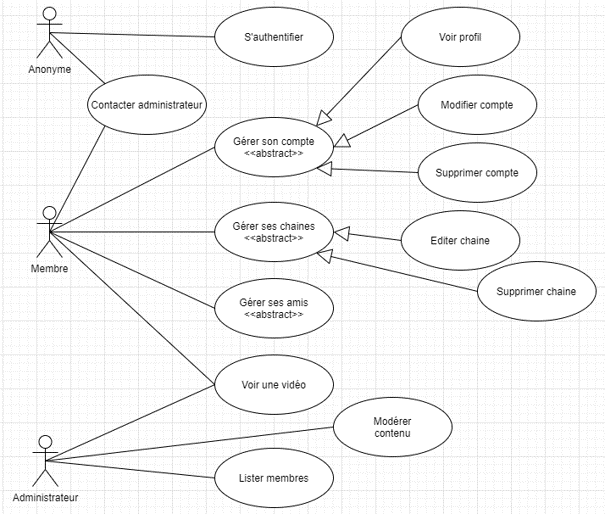 S'authentifier
Voir profil
Anonyme
Contacter administrateur
Modifier compte
Gérer son compte
<<abstract>>
Supprimer compte
Gérer ses chaines
<<abstract>>
Editer chaine
Membre
Supprimer chaine
Gérer ses amis
<<abstract>>
Voir une vidéo
Modérer
contenu
Lister membres
Administrateur